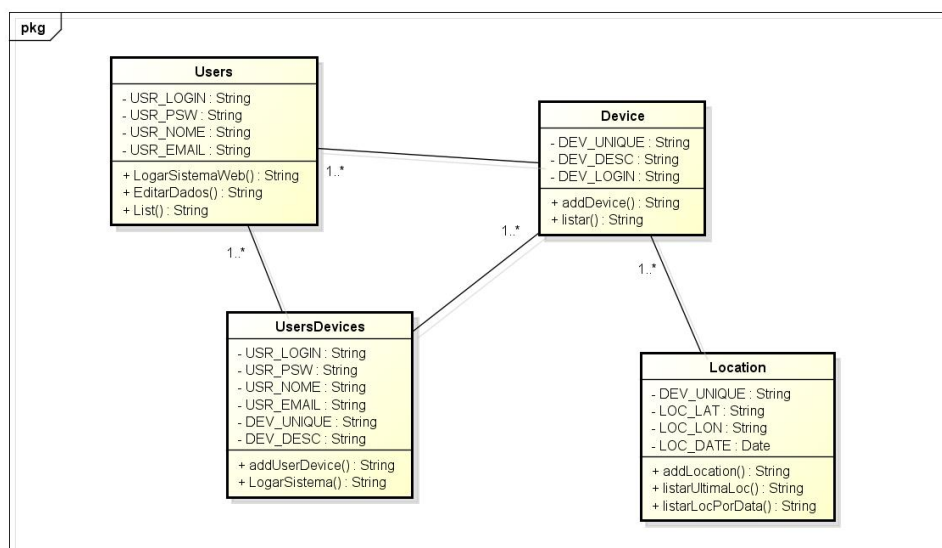 pkg
Users
- USR_LOGIN : String
- USR_PSW : String
- USR_NOME : String
- USR_EMAIL : String
+ LogarSistemaWeb() : String
+ EditarDados() : String
+ List() : String
1..*
1..*
Device
- DEV_UNIQUE : String
- DEV_DESC : String
- DEV_LOGIN : String
+ addDevice() : String
+ listar() : String
1..*
1..*
UsersDevices
- USR_LOGIN : String
- USR_PSW : String
- USR_NOME : String
- USR_EMAIL : String
- DEV_UNIQUE : String
- DEV_DESC : String
+ addUserDevice() : String
+ LogarSistema() : String
Location
- DEV_UNIQUE : String
- LOC_LAT : String
- LOC_LON : String
- LOC_DATE : Date
+ addLocation() : String
+ listarUltimaLoc() : String
+ listarLocPorData() : String